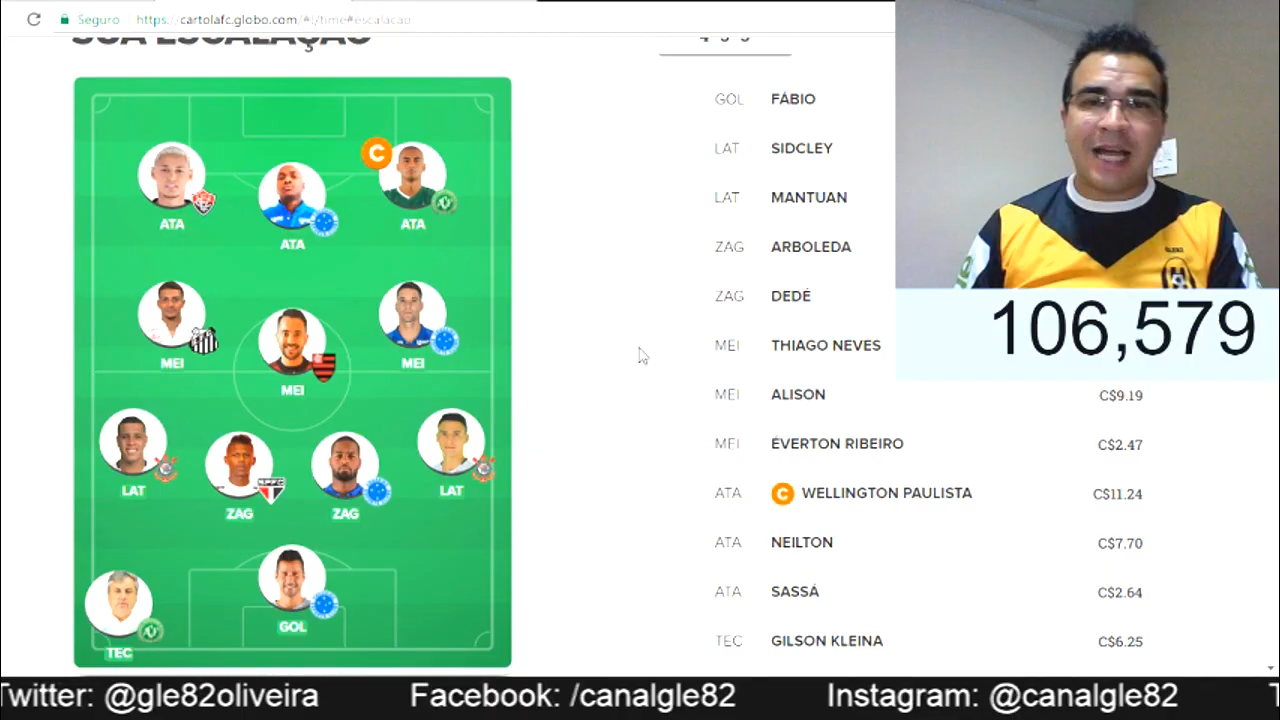 Seguro
https://cartolafc.globo.com/#!/time#escalacao
SUA ESCALAÇÃO
C
ATA
ATA
ATA
MEI
MEI
MEI
LAT
LAT
ZAG
ZAG
GOL
TEC
GOL FÁBIO
LAT SIDCLEY
LAT MANTUAN
ZAG ARBOLEDA
ZAG DEDÉ
MEI THIAGO NEVES
MEI ALISON C$9.19
MEI ÉVERTON RIBEIRO C$2.47
ATA C WELLINGTON PAULISTA C$11.24
ATA NEILTON C$7.70
ATA SASSÁ C$2.64
TEC GILSON KLEINA C$6.25
106,579
Twitter: @gle82oliveira Facebook: /canalgle82 Instagram: @canalgle82